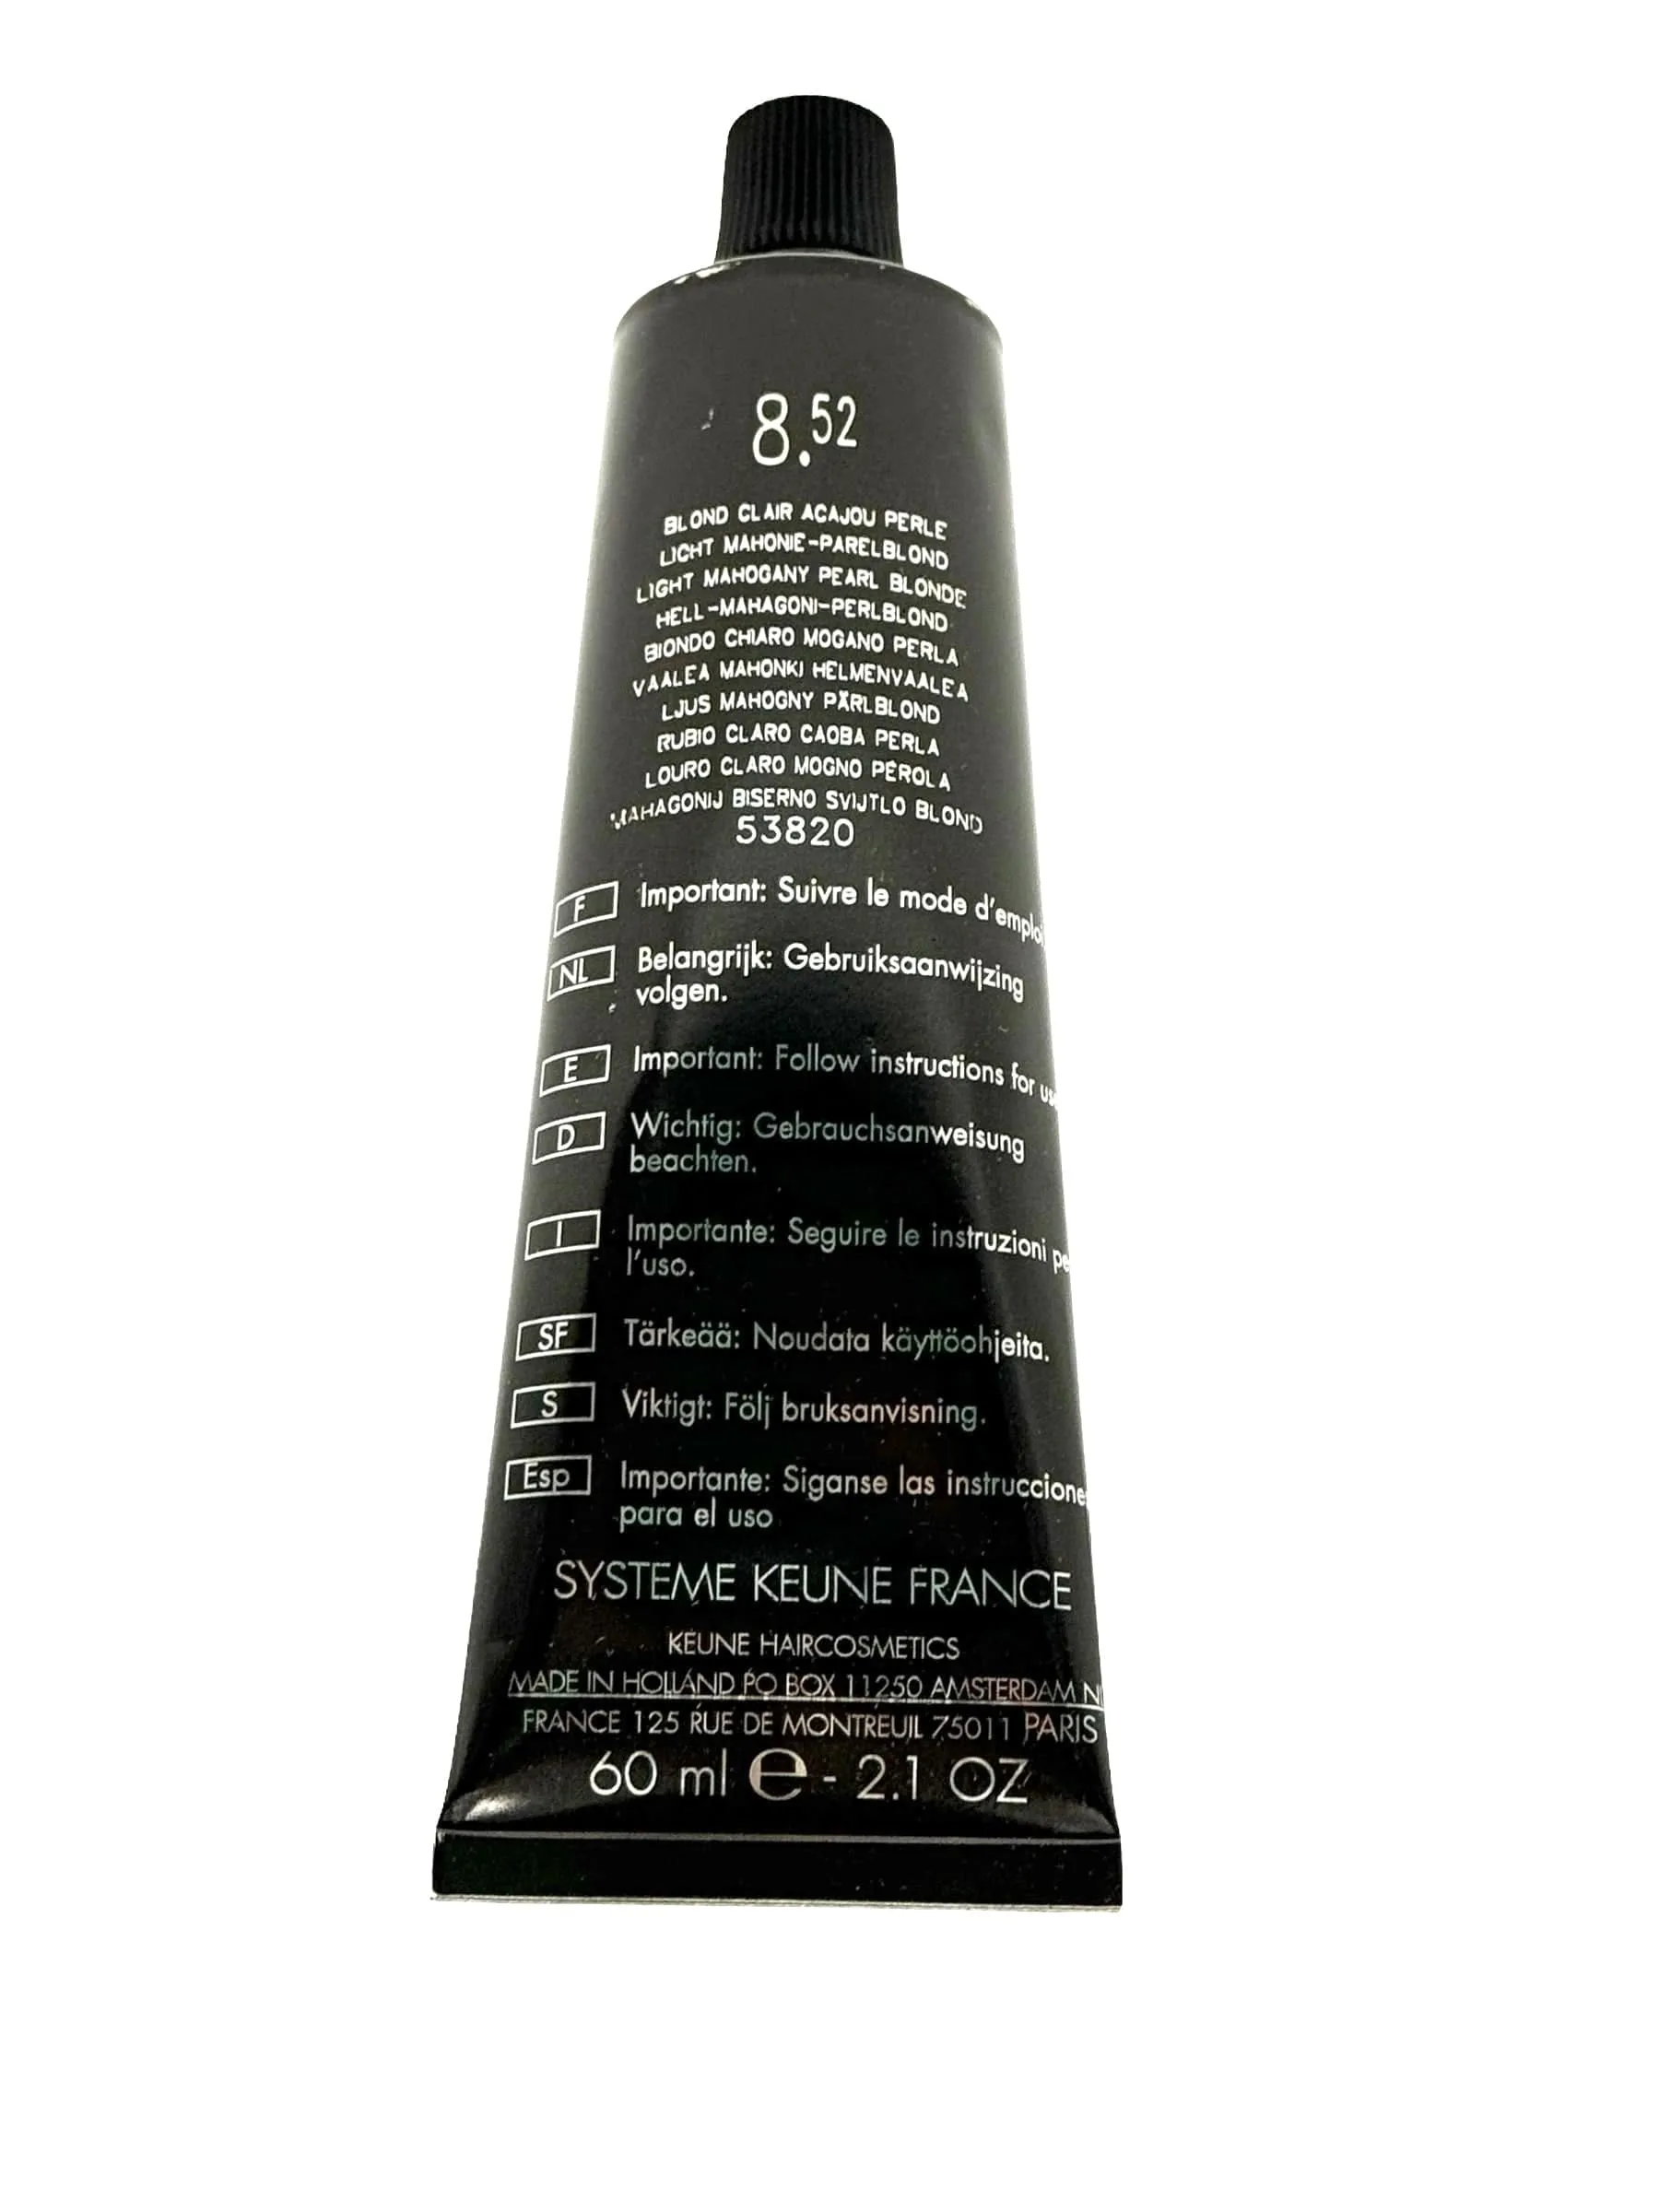 8.52
BLOND CLAIR ACAJOU PERLE
LICHT MAHONIE-PARELBLOND
LIGHT MAHOGANY PEARL BLONDE
HELL-MAHAGONI-PERLBLOND
BIONDO CHIARO MOGANO PERLA
VAALEA MAHONKI HELMENVAALEA
LJUS MAHOGNY PÄRLBLOND
RUBIO CLARO CAOBA PERLA
LOURO CLARO MOGNO PÉROLA
MAHAGONIJ BISERNO SVIJTLO BLOND
53820
F Important: Suivre le mode d'emploi
NL Belangrijk: Gebruiksaanwijzing
volgen.
E Important: Follow instructions for
D Wichtig: Gebrauchsanweisung
beachten.
I Importante: Seguire le instruzioni
l'uso.
SF Tärkeää: Noudata käyttöohjeita.
S Viktigt: Följ bruksanvisning.
Esp Importante: Siganse las instrucciones
para el uso
SYSTEME KEUNE FRANCE
KEUNE HAIRCOSMETICS
MADE IN HOLLAND PO BOX 11250 AMSTERDAM NL
FRANCE 125 RUE DE MONTREUIL 75011 PARIS
60 ml e - 2.1 OZ